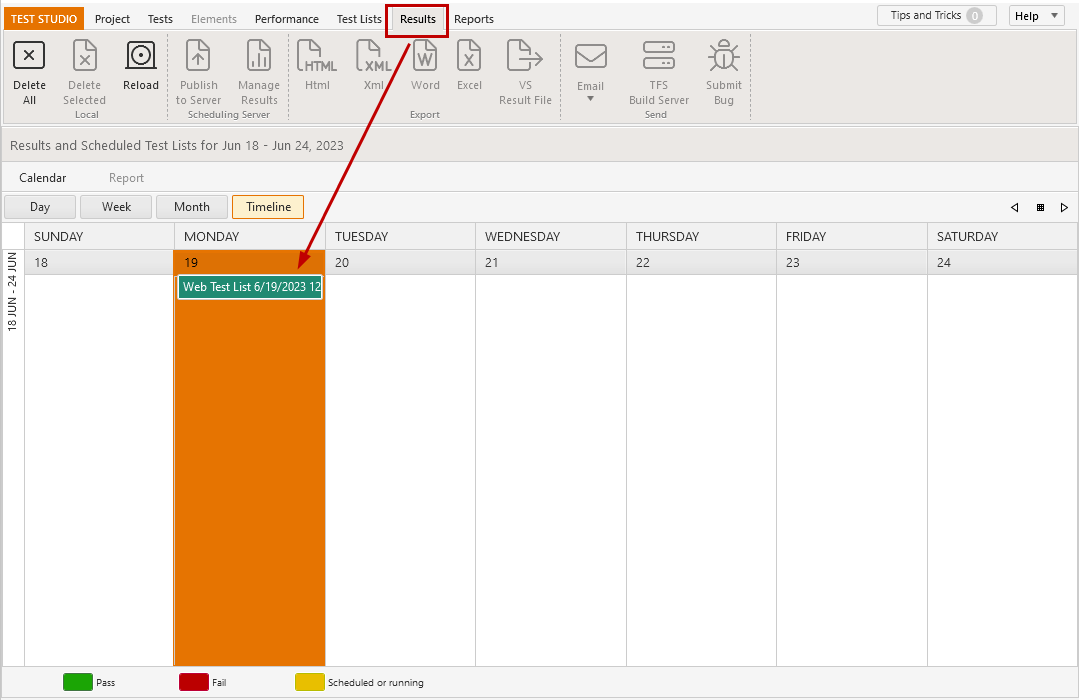 TEST STUDIO Project Tests Elements Performance Test Lists Results Reports Tips and Tricks 0 Help
Delete All
Delete Selected
Reload
Local
Publish to Server
Manage Results
Scheduling Server
HTML Html
XML Xml
W Word
X Excel
VS Result File
Export
Email
TFS Build Server
Submit Bug
Send
Results and Scheduled Test Lists for Jun 18 - Jun 24, 2023
Calendar Report
Day Week Month Timeline
SUNDAY MONDAY TUESDAY WEDNESDAY THURSDAY FRIDAY SATURDAY
18 19 20 21 22 23 24
18 JUN - 24 JUN
Web Test List 6/19/2023 12
Pass Fail Scheduled or running